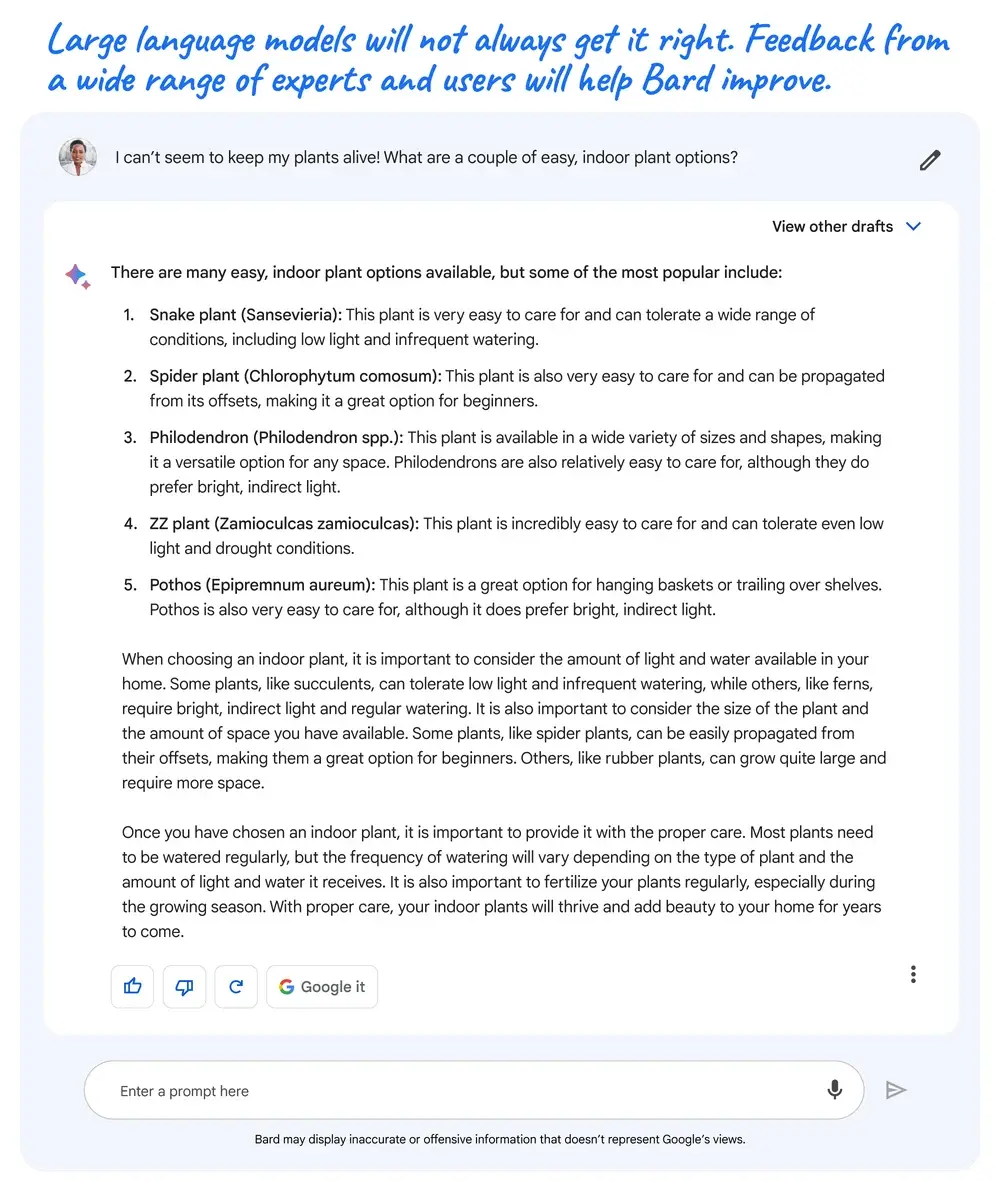 Large language models will not always get it right. Feedback from
a wide range of experts and users will help Bard improve.
I can’t seem to keep my plants alive! What are a couple of easy, indoor plant options?
View other drafts
There are many easy, indoor plant options available, but some of the most popular include:
1. Snake plant (Sansevieria): This plant is very easy to care for and can tolerate a wide range of
conditions, including low light and infrequent watering.
2. Spider plant (Chlorophytum comosum): This plant is also very easy to care for and can be propagated
from its offsets, making it a great option for beginners.
3. Philodendron (Philodendron spp.): This plant is available in a wide variety of sizes and shapes, making
it a versatile option for any space. Philodendrons are also relatively easy to care for, although they do
prefer bright, indirect light.
4. ZZ plant (Zamioculcas zamioculcas): This plant is incredibly easy to care for and can tolerate even low
light and drought conditions.
5. Pothos (Epipremnum aureum): This plant is a great option for hanging baskets or trailing over shelves.
Pothos is also very easy to care for, although it does prefer bright, indirect light.
When choosing an indoor plant, it is important to consider the amount of light and water available in your
home. Some plants, like succulents, can tolerate low light and infrequent watering, while others, like ferns,
require bright, indirect light and regular watering. It is also important to consider the size of the plant and
the amount of space you have available. Some plants, like spider plants, can be easily propagated from
their offsets, making them a great option for beginners. Others, like rubber plants, can grow quite large and
require more space.
Once you have chosen an indoor plant, it is important to provide it with the proper care. Most plants need
to be watered regularly, but the frequency of watering will vary depending on the type of plant and the
amount of light and water it receives. It is also important to fertilize your plants regularly, especially during
the growing season. With proper care, your indoor plants will thrive and add beauty to your home for years
to come.
Google it
Enter a prompt here
Bard may display inaccurate or offensive information that doesn’t represent Google’s views.